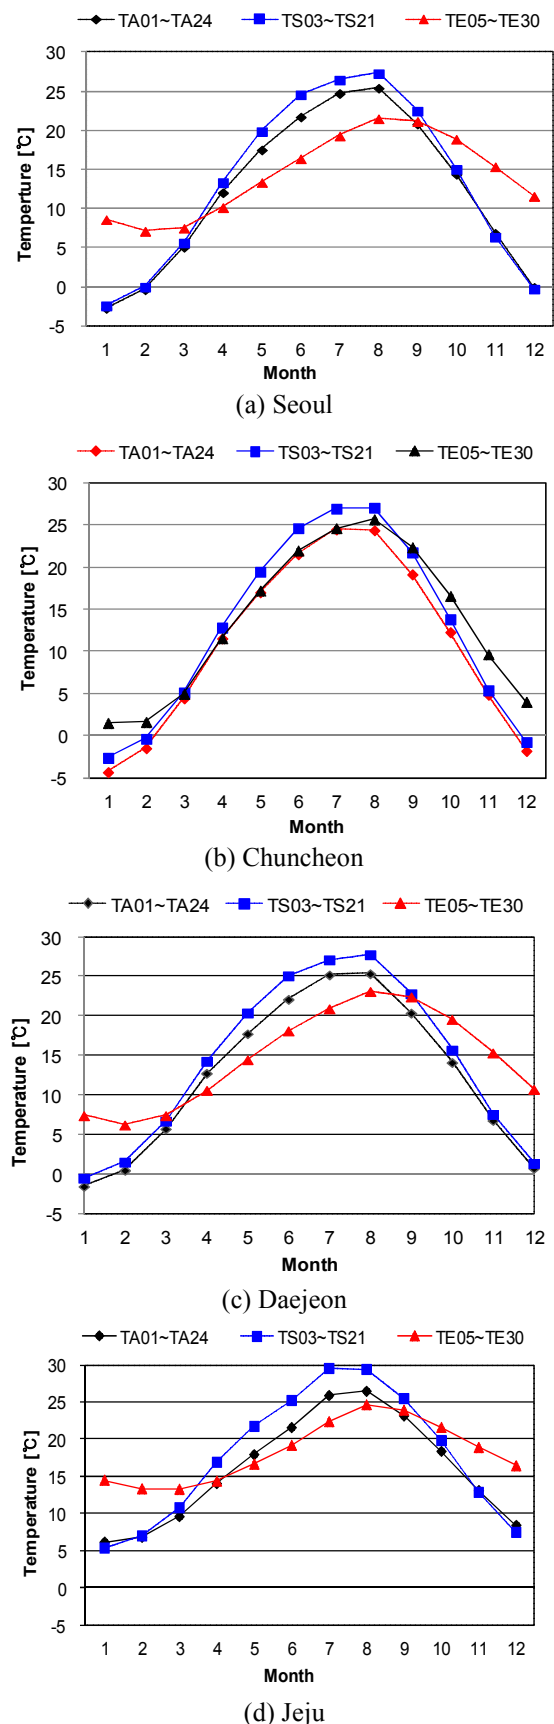 TA01~TA24 TS03~TS21 TE05~TE30
30
25
20
15
10
5
0
-5
Temperture [℃]
1 2 3 4 5 6 7 8 9 10 11 12
Month
(a) Seoul
TA01~TA24 TS03~TS21 TE05~TE30
30
25
20
15
10
5
0
-5
Temperature [℃]
1 2 3 4 5 6 7 8 9 10 11 12
Month
(b) Chuncheon
TA01~TA24 TS03~TS21 TE05~TE30
30
25
20
15
10
5
0
-5
Temperature [℃]
1 2 3 4 5 6 7 8 9 10 11 12
Month
(c) Daejeon
TA01~TA24 TS03~TS21 TE05~TE30
30
25
20
15
10
5
0
-5
Temperature [℃]
1 2 3 4 5 6 7 8 9 10 11 12
Month
(d) Jeju